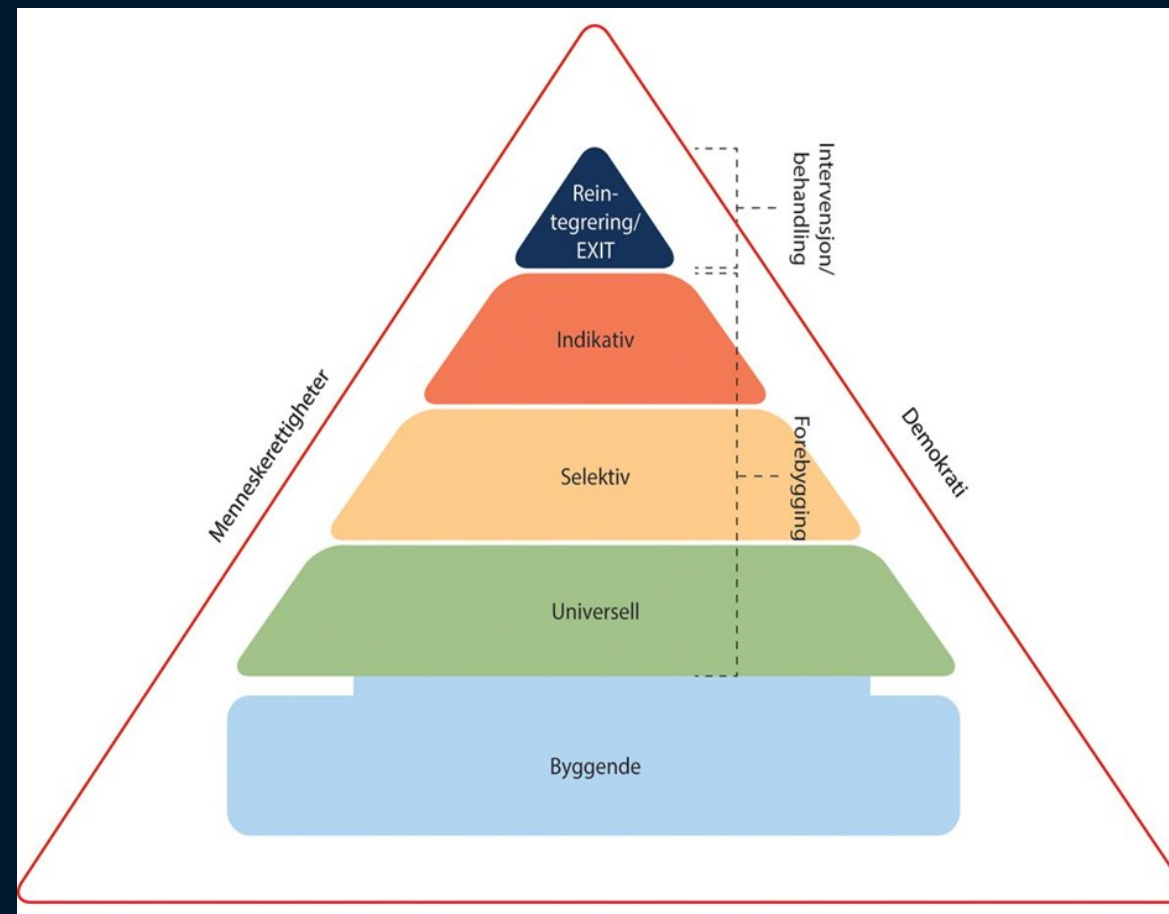 Rein-
tegrering/
EXIT
Intervensjon/
behandling
Indikativ
Menneskerettigheter
Demokrati
Selektiv
Forebygging
Universell
Byggende